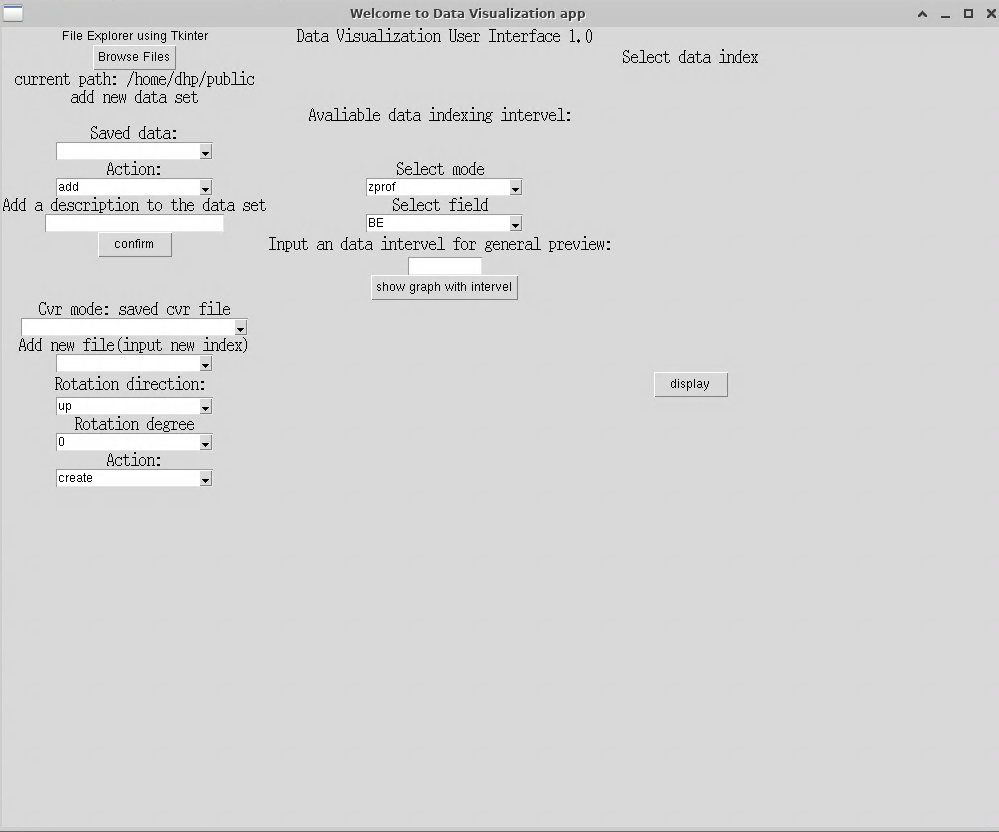 Welcome to Data Visualization app
File Explorer using Tkinter
Browse Files
current path: /home/dhp/public
add new data set
Saved data:
Action:
add
Add a description to the data set
confirm
Cvr mode: saved cvr file
Add new file(input new index)
Rotation direction:
up
Rotation degree
0
Action:
create
Data Visualization User Interface 1.0
Avaliable data indexing intervel:
Select mode
zprof
Select field
BE
Input an data intervel for general preview:
show graph with intervel
Select data index
display